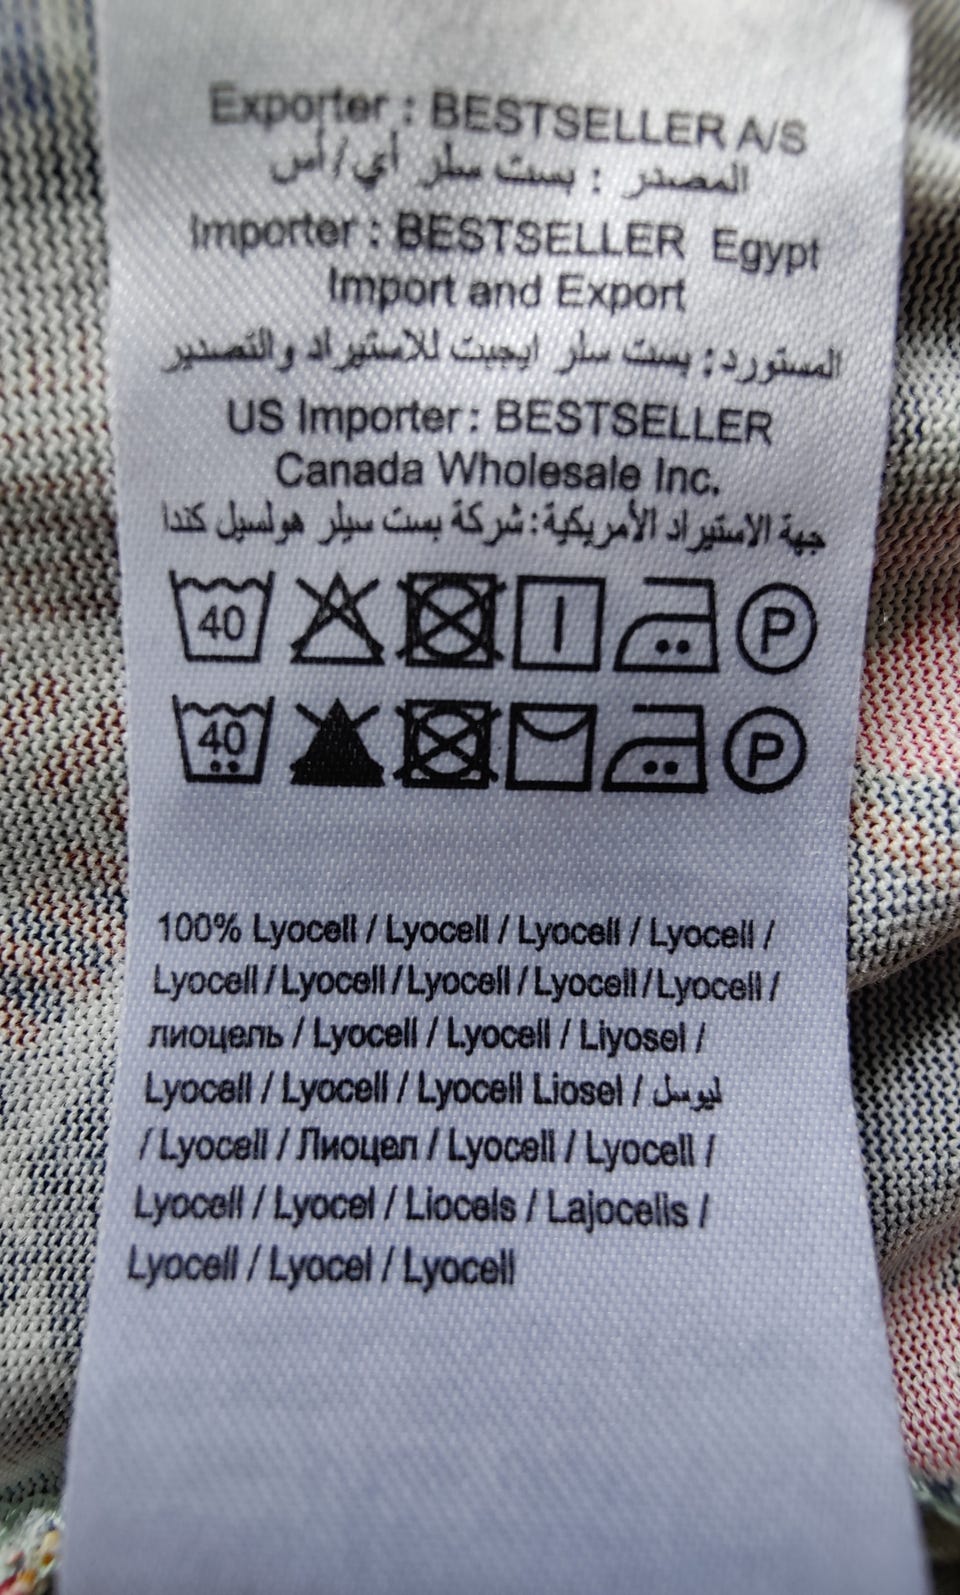 Exporter : BESTSELLER A/S
المصدر : بست سلر أي/أس
Importer : BESTSELLER Egypt
Import and Export
المستورد: بست سلر ايجبت للاستيراد والتصدير
US Importer: BESTSELLER
Canada Wholesale Inc.
جهة الاستيراد الأمريكية: شركة بست سيلر هولسيل كندا
40 P
40 P
100% Lyocell / Lyocell / Lyocell / Lyocell /
Lyocell / Lyocell / Lyocell / Lyocell / Lyocell /
лиоцель / Lyocell / Lyocell / Liyosel /
Lyocell / Lyocell / Lyocell Liosel / ليوسل
/ Lyocell / Лиоцел / Lyocell / Lyocell /
Lyocell / Lyocel / Liocels / Lajocelis /
Lyocell / Lyocel / Lyocell